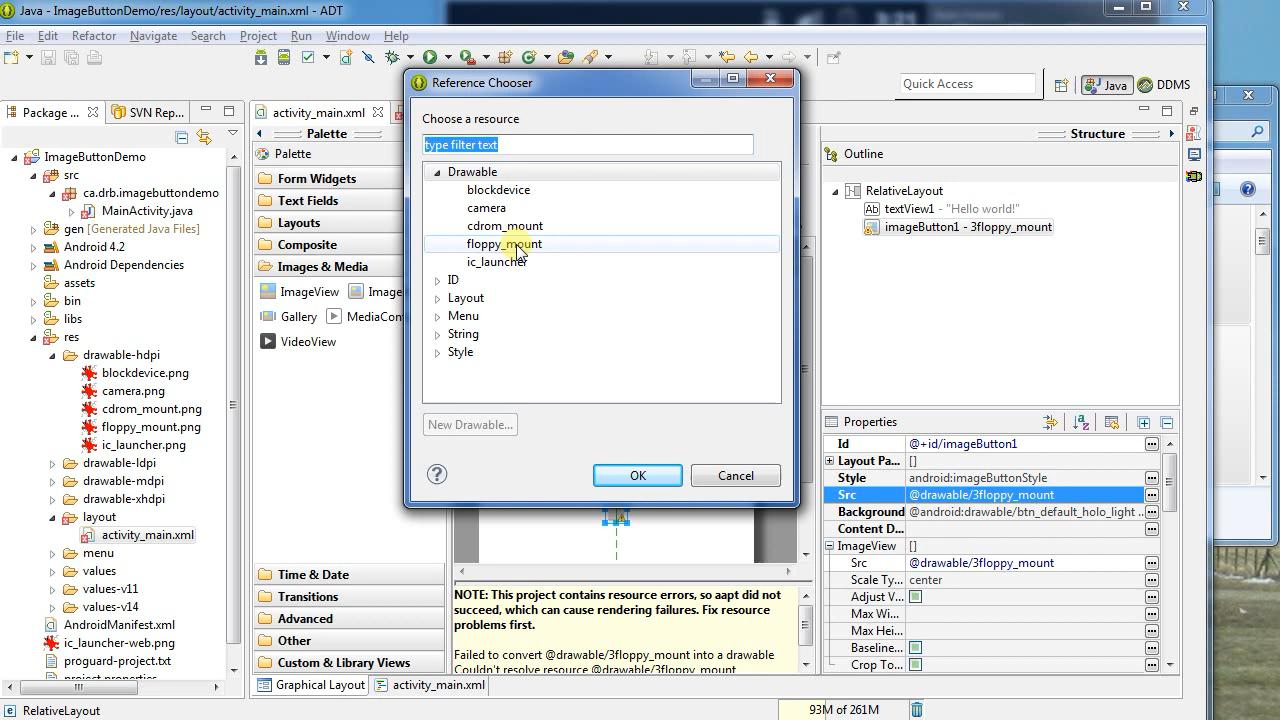 Java - ImageButtonDemo/res/layout/activity_main.xml - ADT
File Edit Refactor Navigate Search Project Run Window Help
Quick Access
Java
DDMS
Package ...
SVN Rep...
ImageButtonDemo
src
ca.drb.imagebuttondemo
MainActivity.java
gen [Generated Java Files]
Android 4.2
Android Dependencies
assets
bin
libs
res
drawable-hdpi
blockdevice.png
camera.png
cdrom_mount.png
floppy_mount.png
ic_launcher.png
drawable-ldpi
drawable-mdpi
drawable-xhdpi
layout
activity_main.xml
menu
values
values-v11
values-v14
AndroidManifest.xml
ic_launcher-web.png
proguard-project.txt
project.properties
activity_main.xml
Palette
Palette
Form Widgets
Text Fields
Layouts
Composite
Images & Media
ImageView
Gallery
VideoView
Time & Date
Transitions
Advanced
Other
Custom & Library Views
Graphical Layout
activity_main.xml
Reference Chooser
Choose a resource
type filter text
Drawable
blockdevice
camera
cdrom_mount
floppy_mount
ic_launcher
ID
Layout
Menu
String
Style
New Drawable...
OK
Cancel
NOTE: This project contains resource errors, so aapt did not
succeed, which can cause rendering failures. Fix resource
problems first.
Failed to convert @drawable/3floppy_mount into a drawable
Couldn't resolve resource @drawable/3floppy_mount
Structure
Outline
RelativeLayout
textView1 - "Hello world!"
imageButton1 - 3floppy_mount
Properties
Id @+id/imageButton1
Layout Pa... []
Style android:imageButtonStyle
Src @drawable/3floppy_mount
Background @android:drawable/btn_default_holo_light ...
Content D...
ImageView []
Src @drawable/3floppy_mount
Scale Ty... center
Adjust V...
Max Wi...
Max Hei...
Baseline...
Crop To...
RelativeLayout
93M of 261M